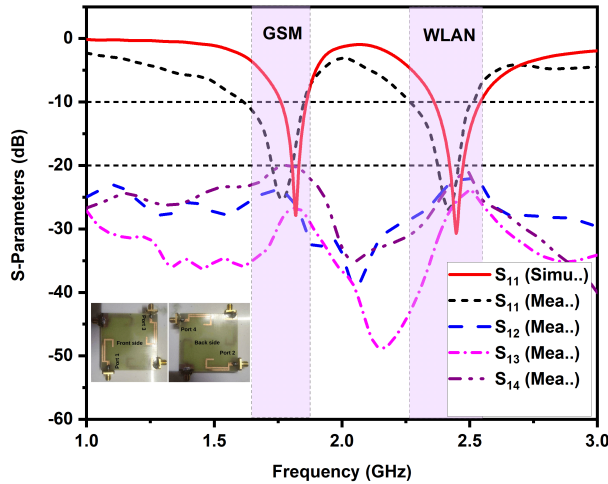 GSM
WLAN
0
-10
-20
-30
-40
-50
-60
S-Parameters (dB)
S11 (Simu..)
S11 (Mea..)
S12 (Mea..)
S13 (Mea..)
S14 (Mea..)
Port 3
Front side
Port 1
Port 4
Back side
Port 2
1.0
1.5
2.0
2.5
3.0
Frequency (GHz)